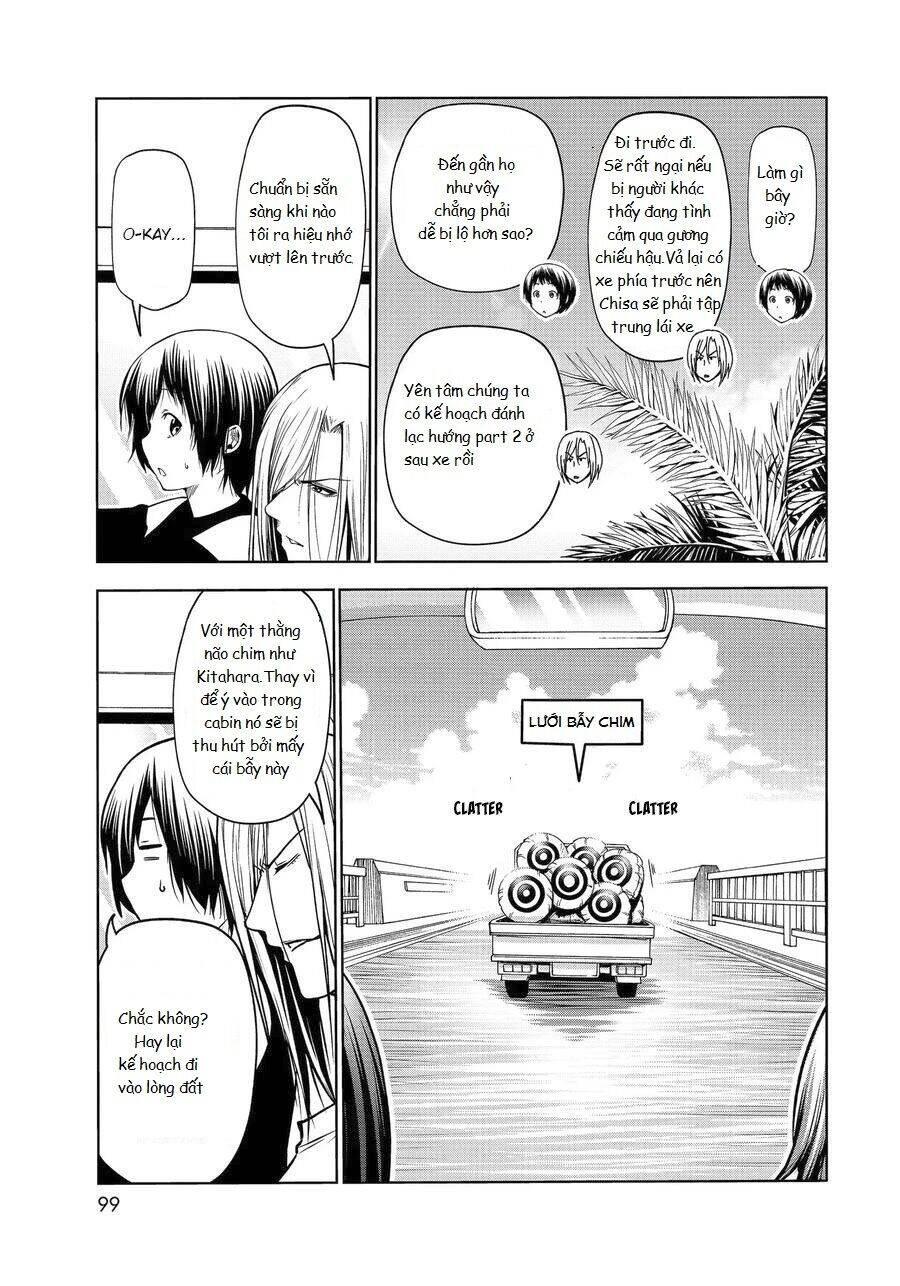 Làm gì
bây
giờ?
Đi trước đi.
Sẽ rất ngại nếu
bị người khác
thấy đang tình
cảm qua gương
chiếu hậu.Vả lại có
xe phía trước nên
Chisa sẽ phải tập
trung lái xe
Đến gần họ
như vậy
chẳng phải
dễ bị lộ hơn sao?
Yên tâm chúng ta
có kế hoạch đánh
lạc hướng part 2 ở
sau xe rồi
Chuẩn bị sẵn
sàng khi nào
tôi ra hiệu nhớ
vượt lên trước.
O-KAY...
LƯỚI BẪY CHIM
CLATTER
CLATTER
Với một thằng
não chim như
Kitahara.Thay vì
để ý vào trong
cabin nó sẽ bị
thu hút bởi mấy
cái bẫy này
Chắc không?
Hay lại
kế hoạch đi
vào lòng đất
99